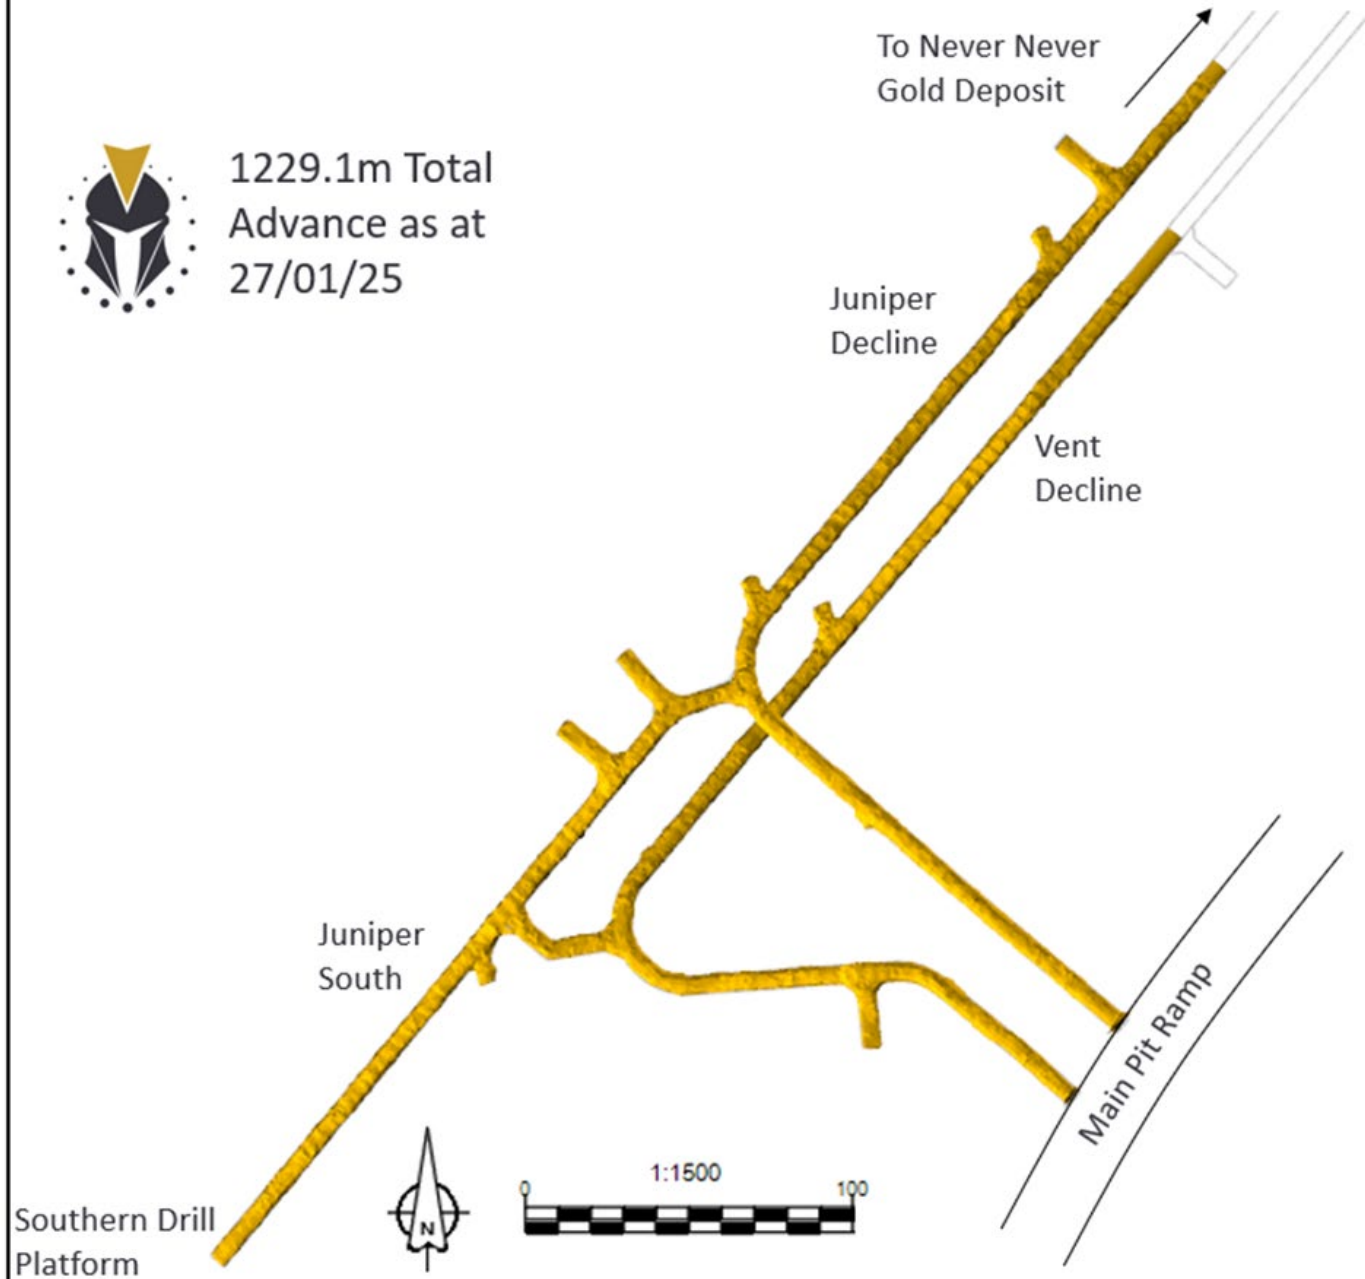 To Never Never
Gold Deposit
1229.1m Total
Advance as at
27/01/25
Juniper
Decline
Vent
Decline
Juniper
South
Main Pit Ramp
1:1500
0 100
N
Southern Drill
Platform